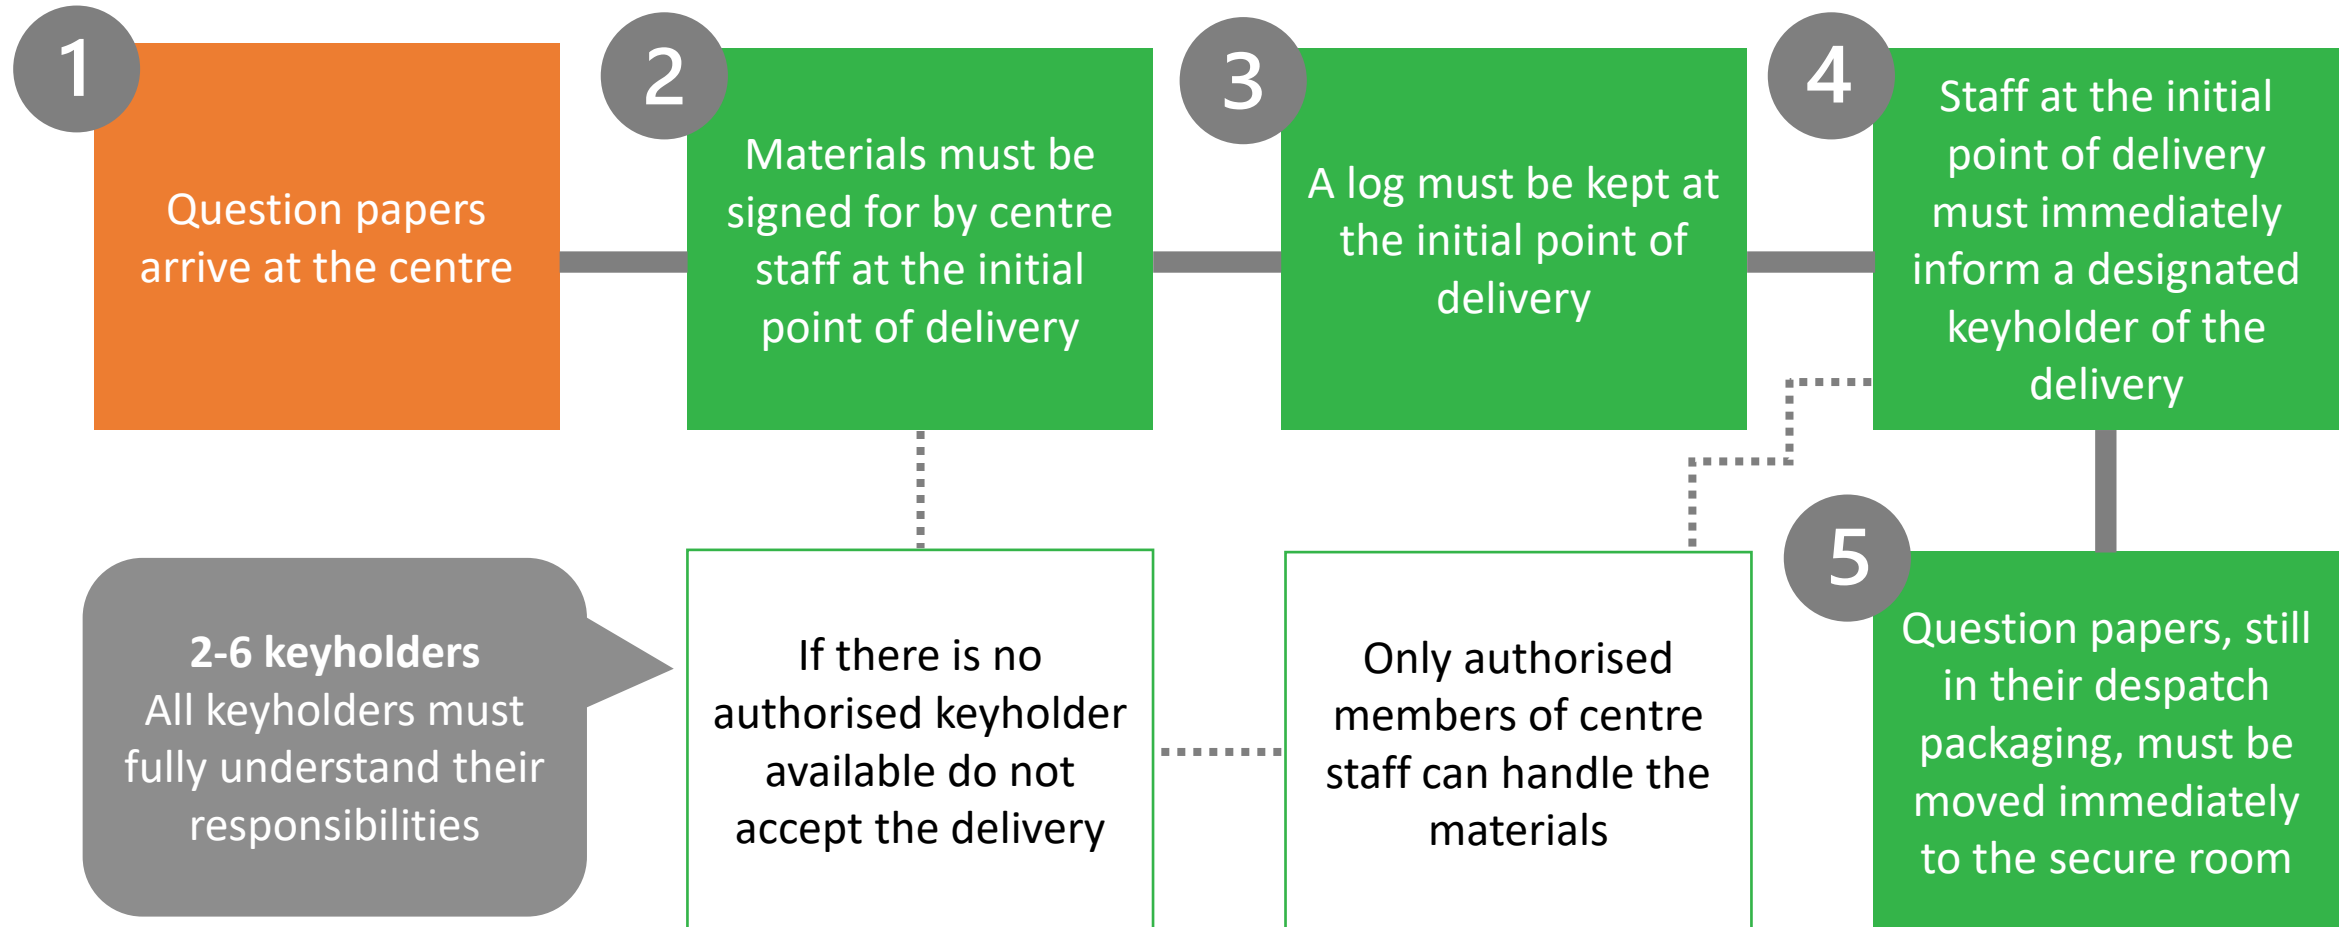 1
Question papers
arrive at the centre
2
Materials must be
signed for by centre
staff at the initial
point of delivery
3
A log must be kept at
the initial point of
delivery
4
Staff at the initial
point of delivery
must immediately
inform a designated
keyholder of the
delivery
2-6 keyholders
All keyholders must
fully understand their
responsibilities
If there is no
authorised keyholder
available do not
accept the delivery
Only authorised
members of centre
staff can handle the
materials
5
Question papers, still
in their despatch
packaging, must be
moved immediately
to the secure room